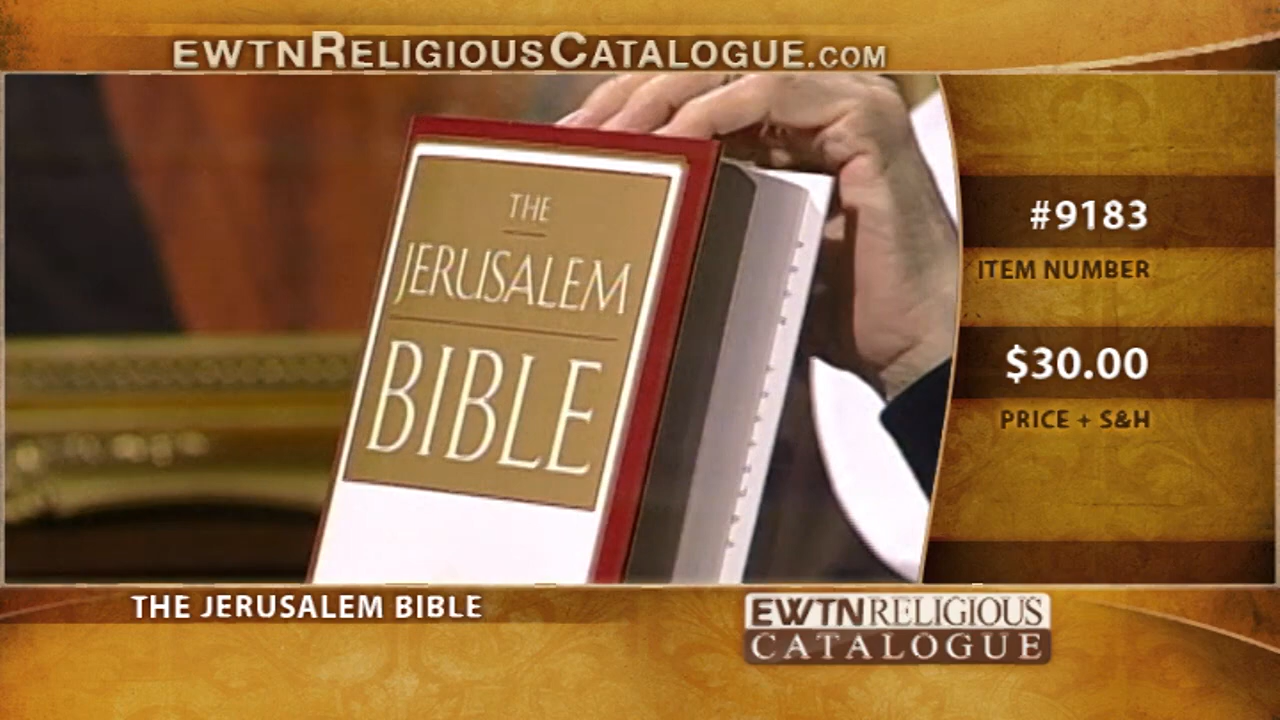 EWTNRELIGIOUSCATALOGUE.COM
THE
JERUSALEM
BIBLE
#9183
ITEM NUMBER
$30.00
PRICE + S&H
THE JERUSALEM BIBLE
EWTNRELIGIOUS
CATALOGUE